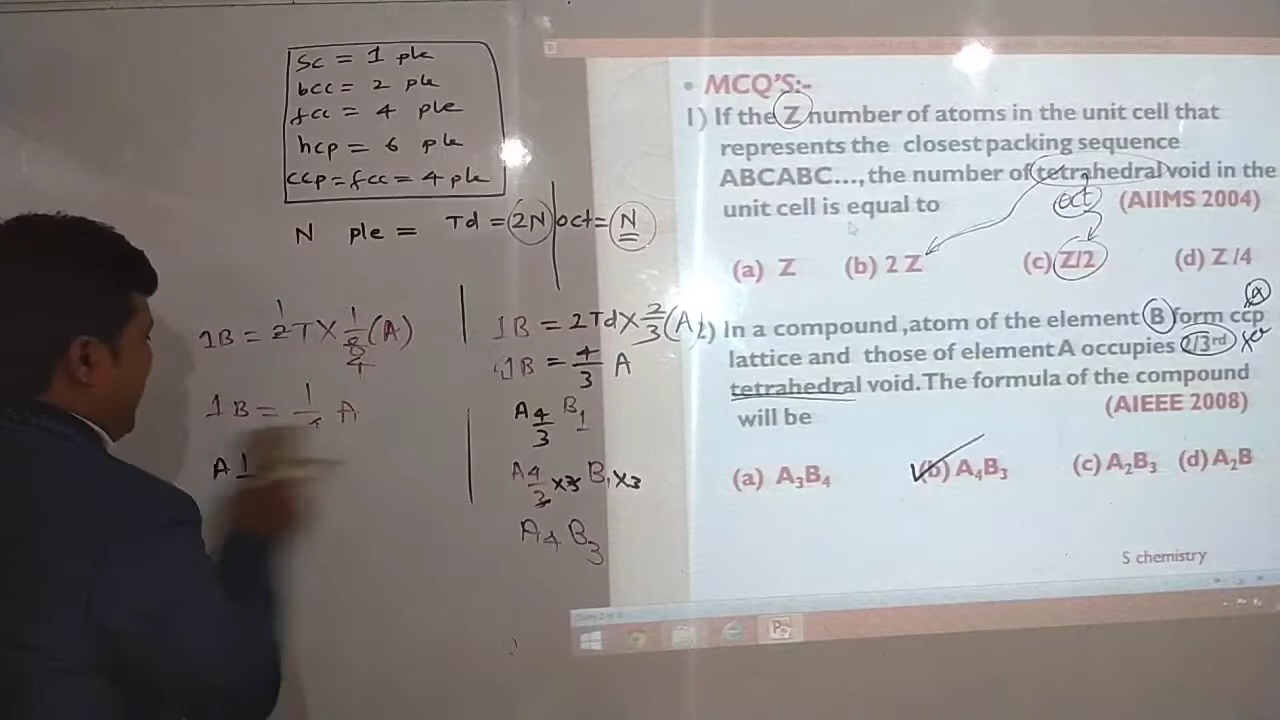 SC = 1 ple
bcc = 2 ple
fcc = 4 ple
hcp = 6 ple
ccp = fcc = 4 ple
N ple = Td = 2N | oct = N
1B = 2T × 1/8 (A)
1
4
1B = 1/4 A
A 1
1B = 2Td × 2/3 (A)
1B = 4/3 A
A 4/3 B1
A 4/3 ×3 B1 ×3
A4 B3
• MCQ'S:-
1) If the Z number of atoms in the unit cell that
represents the closest packing sequence
ABCABC..., the number of tetrahedral void in the
unit cell is equal to oct (AIIMS 2004)
(a) Z (b) 2 Z (c) Z/2 (d) Z /4
2) In a compound ,atom of the element B form ccp
lattice and those of element A occupies 2/3rd
tetrahedral void. The formula of the compound
will be (AIEEE 2008)
(a) A₃B₄ (b) A₄B₃ (c) A₂B₃ (d) A₂B
S chemistry